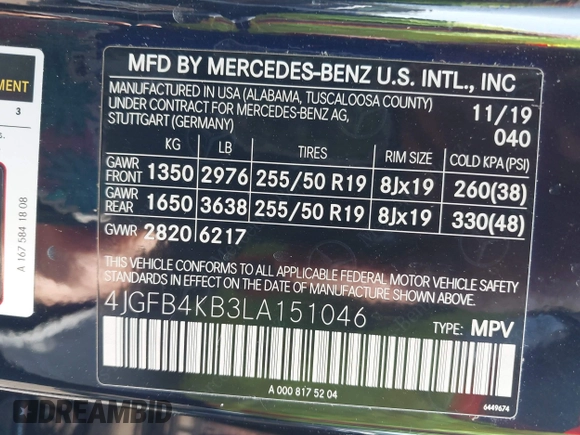 MFD BY MERCEDES-BENZ U.S. INTL., INC
MANUFACTURED IN USA (ALABAMA, TUSCALOOSA COUNTY)
UNDER CONTRACT FOR MERCEDES-BENZ AG,
STUTTGART (GERMANY)
11/19
040
KG LB TIRES RIM SIZE COLD KPA(PSI)
GAWR FRONT 1350 2976 255/50 R19 8Jx19 260(38)
GAWR REAR 1650 3638 255/50 R19 8Jx19 330(48)
GVWR 2820 6217
THIS VEHICLE CONFORMS TO ALL APPLICABLE FEDERAL MOTOR VEHICLE SAFETY
STANDARDS IN EFFECT ON THE DATE OF MANUFACTURE SHOWN ABOVE.
4JGFB4KB3LA151046
TYPE: MPV
A 000 817 52 04
6449674
3
A 167 584 18 08
DREAMBID